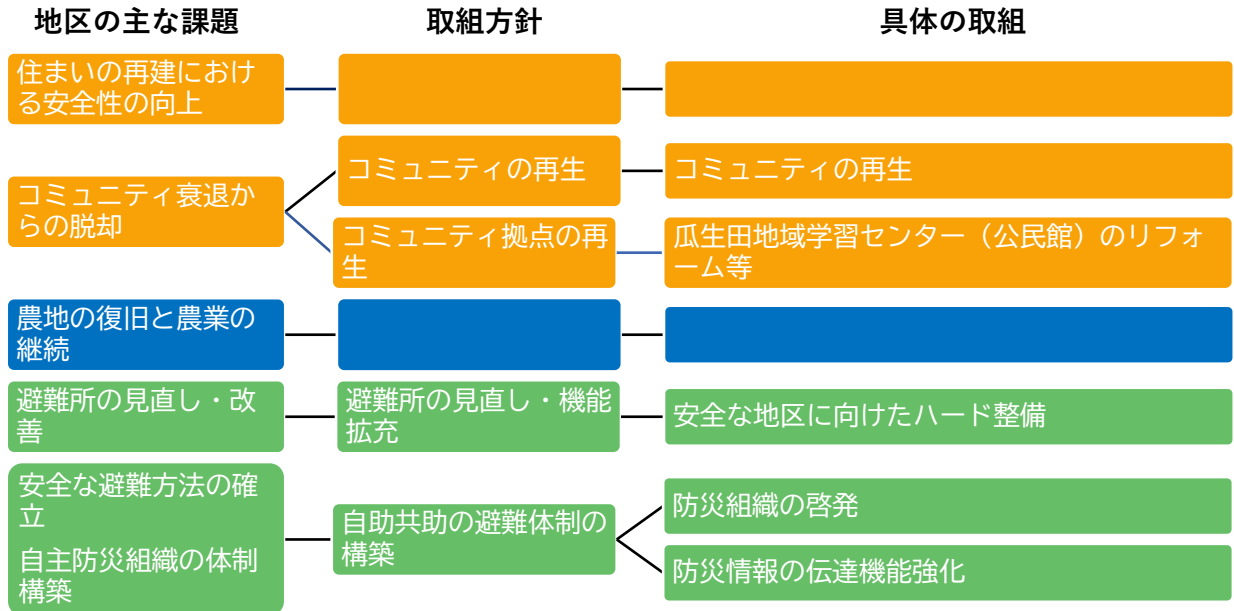 地区の主な課題
取組方針
具体の取組
住まいの再建におけ
る安全性の向上
コミュニティ衰退か
らの脱却
コミュニティの再生
コミュニティの再生
コミュニティ拠点の再
生
瓜生田地域学習センター（公民館）のリフォ
ーム等
農地の復旧と農業の
継続
避難所の見直し・改
善
避難所の見直し・機能
拡充
安全な地区に向けたハード整備
安全な避難方法の確
立
自主防災組織の体制
構築
自助共助の避難体制の
構築
防災組織の啓発
防災情報の伝達機能強化